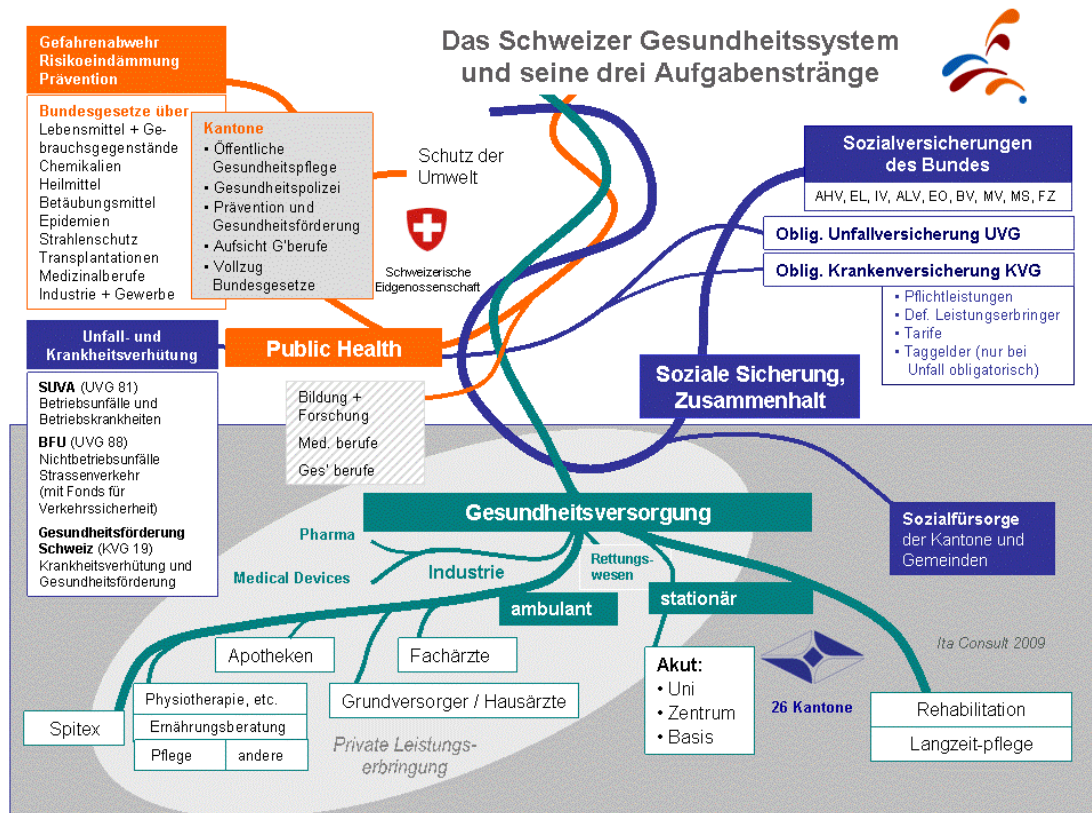 Das Schweizer Gesundheitssystem
und seine drei Aufgabenstränge
Gefahrenabwehr
Risikoeindämmung
Prävention
Bundesgesetze über
Lebensmittel + Ge-
brauchsgegenstände
Chemikalien
Heilmittel
Betäubungsmittel
Epidemien
Strahlenschutz
Transplantationen
Medizinalberufe
Industrie + Gewerbe
Kantone
▪ Öffentliche
Gesundheitspflege
▪ Gesundheitspolizei
▪ Prävention und
Gesundheitsförderung
▪ Aufsicht G'berufe
▪ Vollzug
Bundesgesetze
Schutz der
Umwelt
Schweizerische
Eidgenossenschaft
Sozialversicherungen
des Bundes
AHV, EL, IV, ALV, EO, BV, MV, MS, FZ
Oblig. Unfallversicherung UVG
Oblig. Krankenversicherung KVG
▪ Pflichtleistungen
▪ Def. Leistungserbringer
▪ Tarife
▪ Taggelder (nur bei
Unfall obligatorisch)
Unfall- und
Krankheitsverhütung
SUVA (UVG 81)
Betriebsunfälle und
Betriebskrankheiten
BFU (UVG 88)
Nichtbetriebsunfälle
Strassenverkehr
(mit Fonds für
Verkehrssicherheit)
Gesundheitsförderung
Schweiz (KVG 19)
Krankheitsverhütung und
Gesundheitsförderung
Public Health
Bildung +
Forschung
Med. berufe
Ges' berufe
Soziale Sicherung,
Zusammenhalt
Sozialfürsorge
der Kantone und
Gemeinden
Gesundheitsversorgung
Pharma
Medical Devices
Industrie
Rettungs-
wesen
ambulant
stationär
Apotheken
Fachärzte
Physiotherapie, etc.
Ernährungsberatung
Pflege
andere
Spitex
Grundversorger / Hausärzte
Private Leistungs-
erbringung
Akut:
• Uni
• Zentrum
• Basis
26 Kantone
Ita Consult 2009
Rehabilitation
Langzeit-pflege